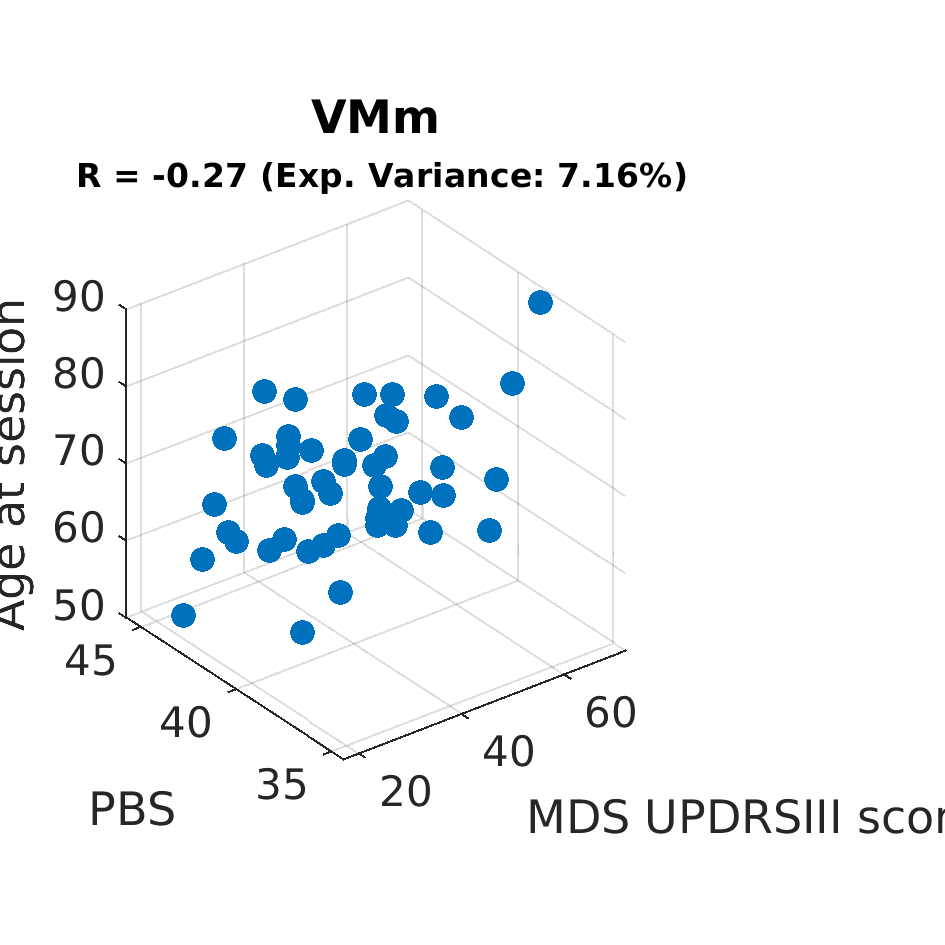 VMm
R = -0.27 (Exp. Variance: 7.16%)
Age at session
90
80
70
60
50
45
40
35
20
40
60
PBS
MDS UPDRSIII scor